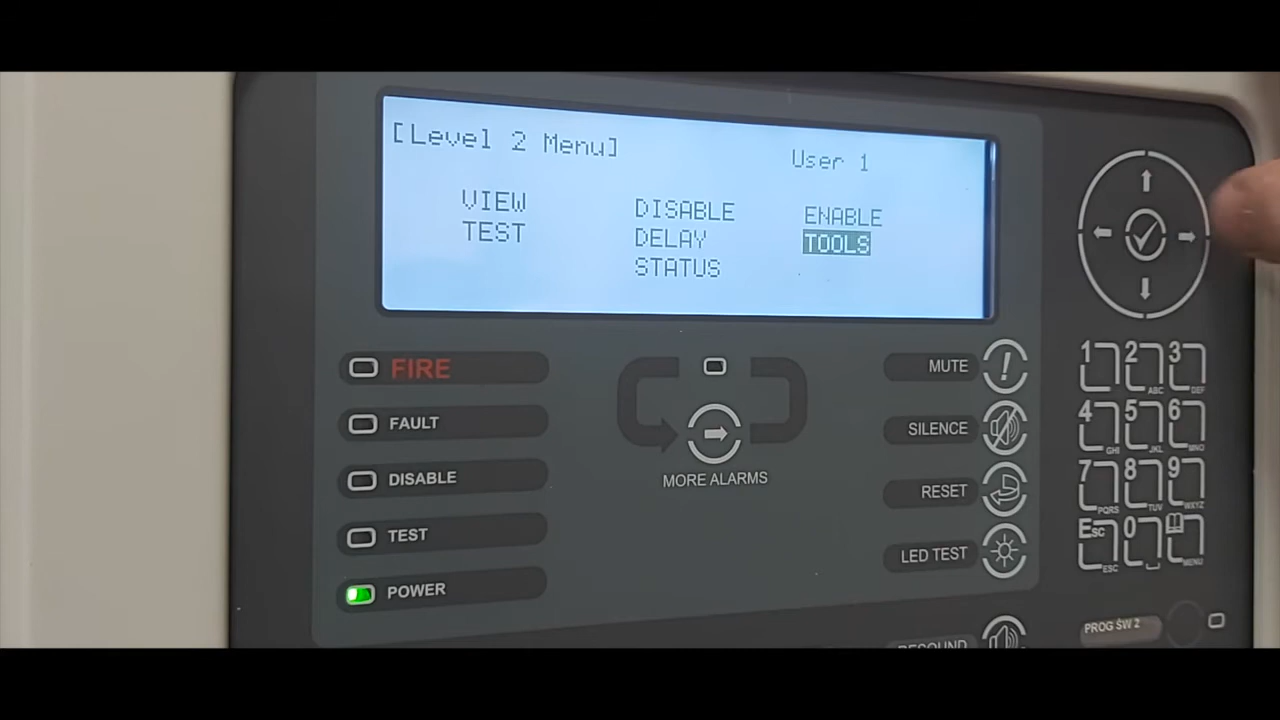 [Level 2 Menu] User 1
VIEW DISABLE ENABLE
TEST DELAY TOOLS
STATUS
FIRE
FAULT
DISABLE
TEST
POWER
MORE ALARMS
MUTE
SILENCE
RESET
LED TEST
RESOUND
1 2 ABC 3 DEF
4 GHI 5 JKL 6 MNO
7 PQRS 8 TUV 9 WXYZ
Esc ESC 0 MENU
PROG ŚW 2